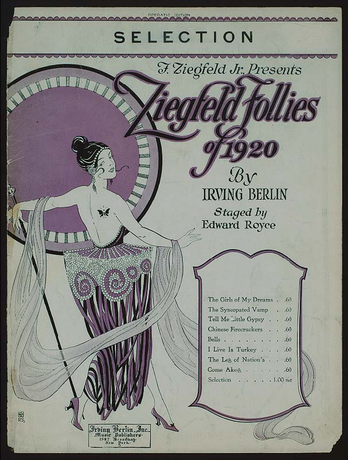 SELECTION
F. Ziegfeld Jr. Presents
Ziegfeld Follies
of 1920
By
IRVING BERLIN
Staged by
Edward Royce
The Girls of My Dreams . .60
The Syncopated Vamp . .60
Tell Me Little Gypsy . . .60
Chinese Firecrackers . . .60
Bells . . . . . . . .60
I Live In Turkey . . . .60
The Leg of Nation's . . .60
Come Along . . . . . .60
Selection . . . . . 1.00 net
Irving Berlin, Inc.
Music Publishers
1587 Broadway
New York